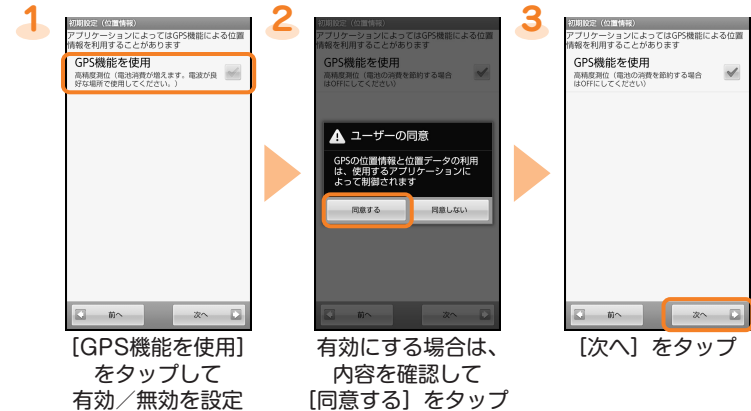 1
初期設定（位置情報）
アプリケーションによってはGPS機能による位置
情報を利用することがあります
GPS機能を使用
高精度測位（電池消費が増えます。電波が良
好な場所で使用してください。）
前へ
次へ
[GPS機能を使用]
をタップして
有効／無効を設定
2
初期設定（位置情報）
アプリケーションによってはGPS機能による位置
情報を利用することがあります
GPS機能を使用
高精度測位（電池の消費を節約する場合
はOFFにしてください）
ユーザーの同意
GPSの位置情報と位置データの利用
は、使用するアプリケーションに
よって制御されます
同意する
同意しない
前へ
次へ
有効にする場合は、
内容を確認して
[同意する] をタップ
3
初期設定（位置情報）
アプリケーションによってはGPS機能による位置
情報を利用することがあります
GPS機能を使用
高精度測位（電池の消費を節約する場合
はOFFにしてください）
前へ
次へ
[次へ] をタップ